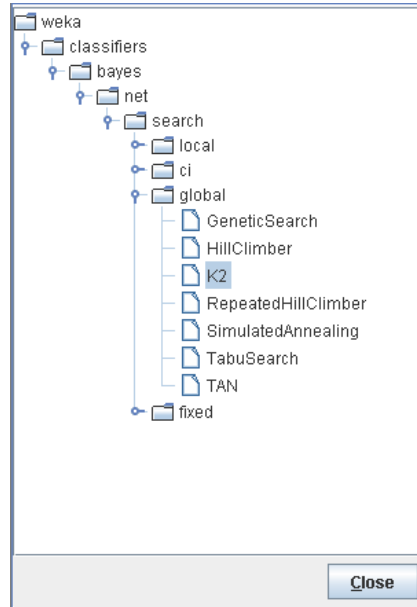 weka
classifiers
bayes
net
search
local
ci
global
GeneticSearch
HillClimber
K2
RepeatedHillClimber
SimulatedAnnealing
TabuSearch
TAN
fixed
Close